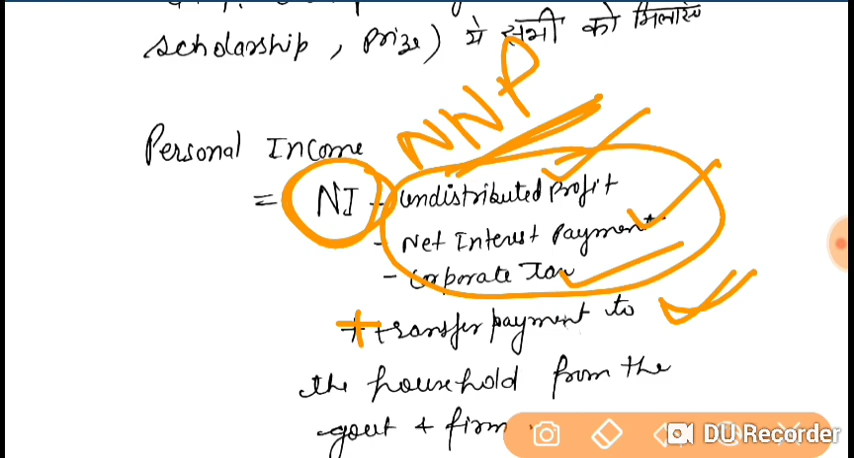 scholarship, prize) ये सभी को मिलाकर
NNP
Personal Income
= NI - undistributed Profit
- Net Interest Payment
- Corporate Tax
+ transfer payment to
the household from the
gout + firm
DU Recorder